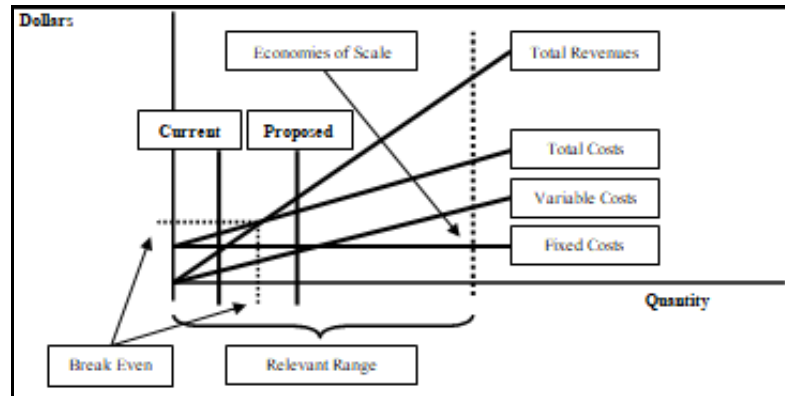 Dollars
Economies of Scale
Total Revenues
Current
Proposed
Total Costs
Variable Costs
Fixed Costs
Quantity
Break Even
Relevant Range